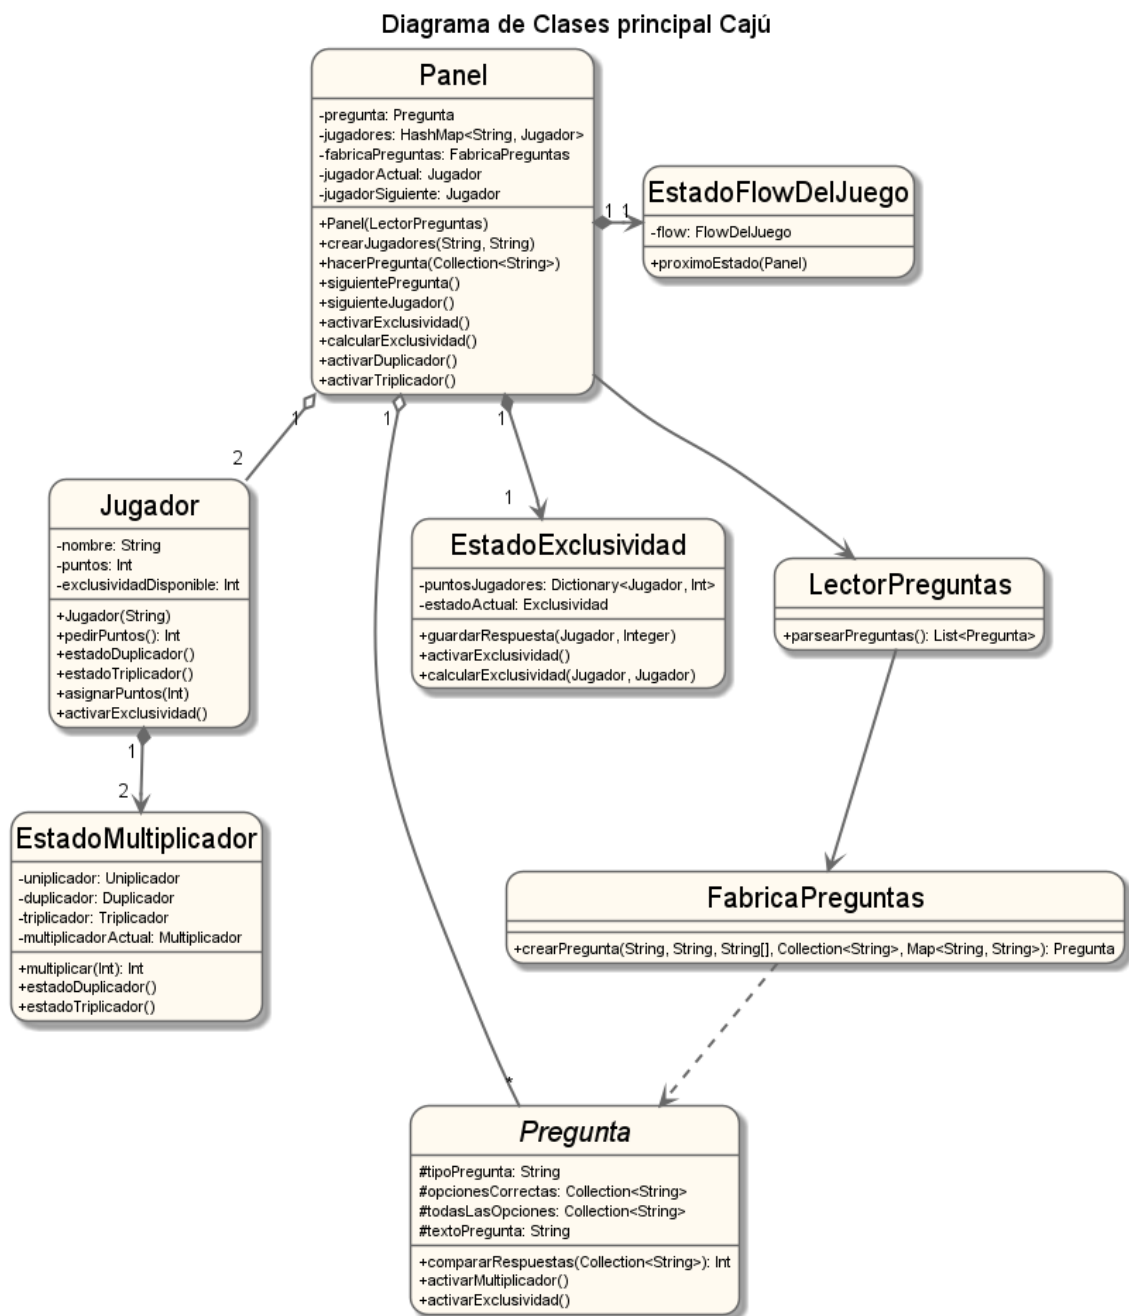 Diagrama de Clases principal Cajú
Panel
-pregunta: Pregunta
-jugadores: HashMap<String, Jugador>
-fabricaPreguntas: FabricaPreguntas
-jugadorActual: Jugador
-jugadorSiguiente: Jugador
+Panel(LectorPreguntas)
+crearJugadores(String, String)
+hacerPregunta(Collection<String>)
+siguientePregunta()
+siguienteJugador()
+activarExclusividad()
+calcularExclusividad()
+activarDuplicador()
+activarTriplicador()
1 1
EstadoFlowDelJuego
-flow: FlowDelJuego
+proximoEstado(Panel)
1
1
1
2
1
Jugador
-nombre: String
-puntos: Int
-exclusividadDisponible: Int
+Jugador(String)
+pedirPuntos(): Int
+estadoDuplicador()
+estadoTriplicador()
+asignarPuntos(Int)
+activarExclusividad()
EstadoExclusividad
-puntosJugadores: Dictionary<Jugador, Int>
-estadoActual: Exclusividad
+guardarRespuesta(Jugador, Integer)
+activarExclusividad()
+calcularExclusividad(Jugador, Jugador)
LectorPreguntas
+parsearPreguntas(): List<Pregunta>
1
2
EstadoMultiplicador
-uniplicador: Uniplicador
-duplicador: Duplicador
-triplicador: Triplicador
-multiplicadorActual: Multiplicador
+multiplicar(Int): Int
+estadoDuplicador()
+estadoTriplicador()
FabricaPreguntas
+crearPregunta(String, String, String[], Collection<String>, Map<String, String>): Pregunta
*
Pregunta
#tipoPregunta: String
#opcionesCorrectas: Collection<String>
#todasLasOpciones: Collection<String>
#textoPregunta: String
+compararRespuestas(Collection<String>): Int
+activarMultiplicador()
+activarExclusividad()